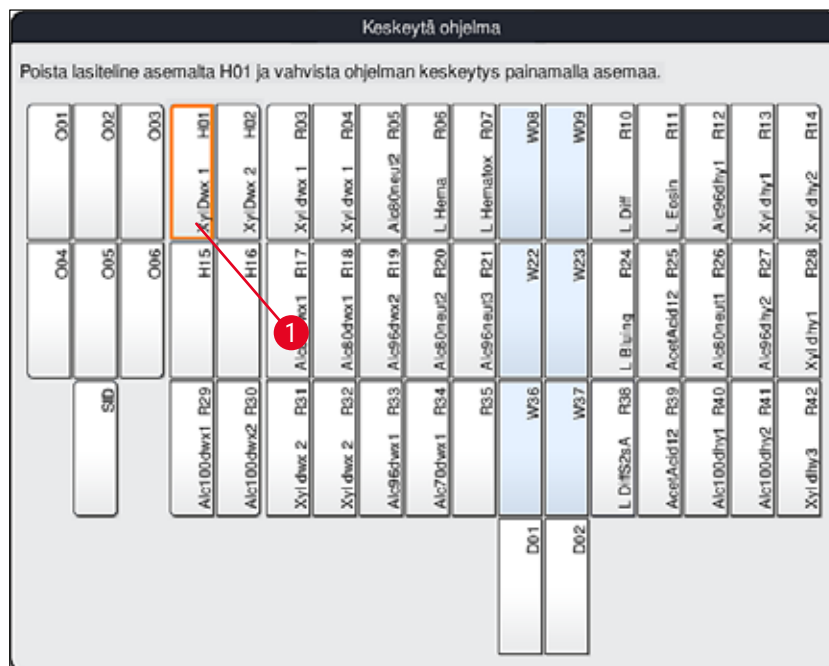 Keskeytä ohjelma
Poista lasiteline asemalta H01 ja vahvista ohjelman keskeytys painamalla asemaa.
O01
O02
O03
XylDwx 1 H01
XylDwx 2 H02
Xyl dwx 1 R03
Xyl dwx 1 R04
Alc80neut2 R05
L Hema R06
L Hematox R07
W08
W09
L Diff R10
L Eosin R11
Alc96dhy1 R12
Xyl dhy1 R13
Xyl dhy2 R14
O04
O05
O06
H15
H16
R17
Alc80dwx1 R18
Alc96dwx2 R19
Alc80neut2 R20
Alc96neut3 R21
W22
W23
L Bluing R24
AcetAcid12 R25
Alc80neut1 R26
Alc96dhy2 R27
Xyl dhy1 R28
1
SID
Alc100dwx1 R29
Alc100dwx2 R30
Xyl dwx 2 R31
Xyl dwx 2 R32
Alc96dwx1 R33
Alc70dwx1 R34
R35
W36
W37
L DiffS2sA R38
AcetAcid12 R39
Alc100dhy1 R40
Alc100dhy2 R41
Xyl dhy3 R42
D01
D02